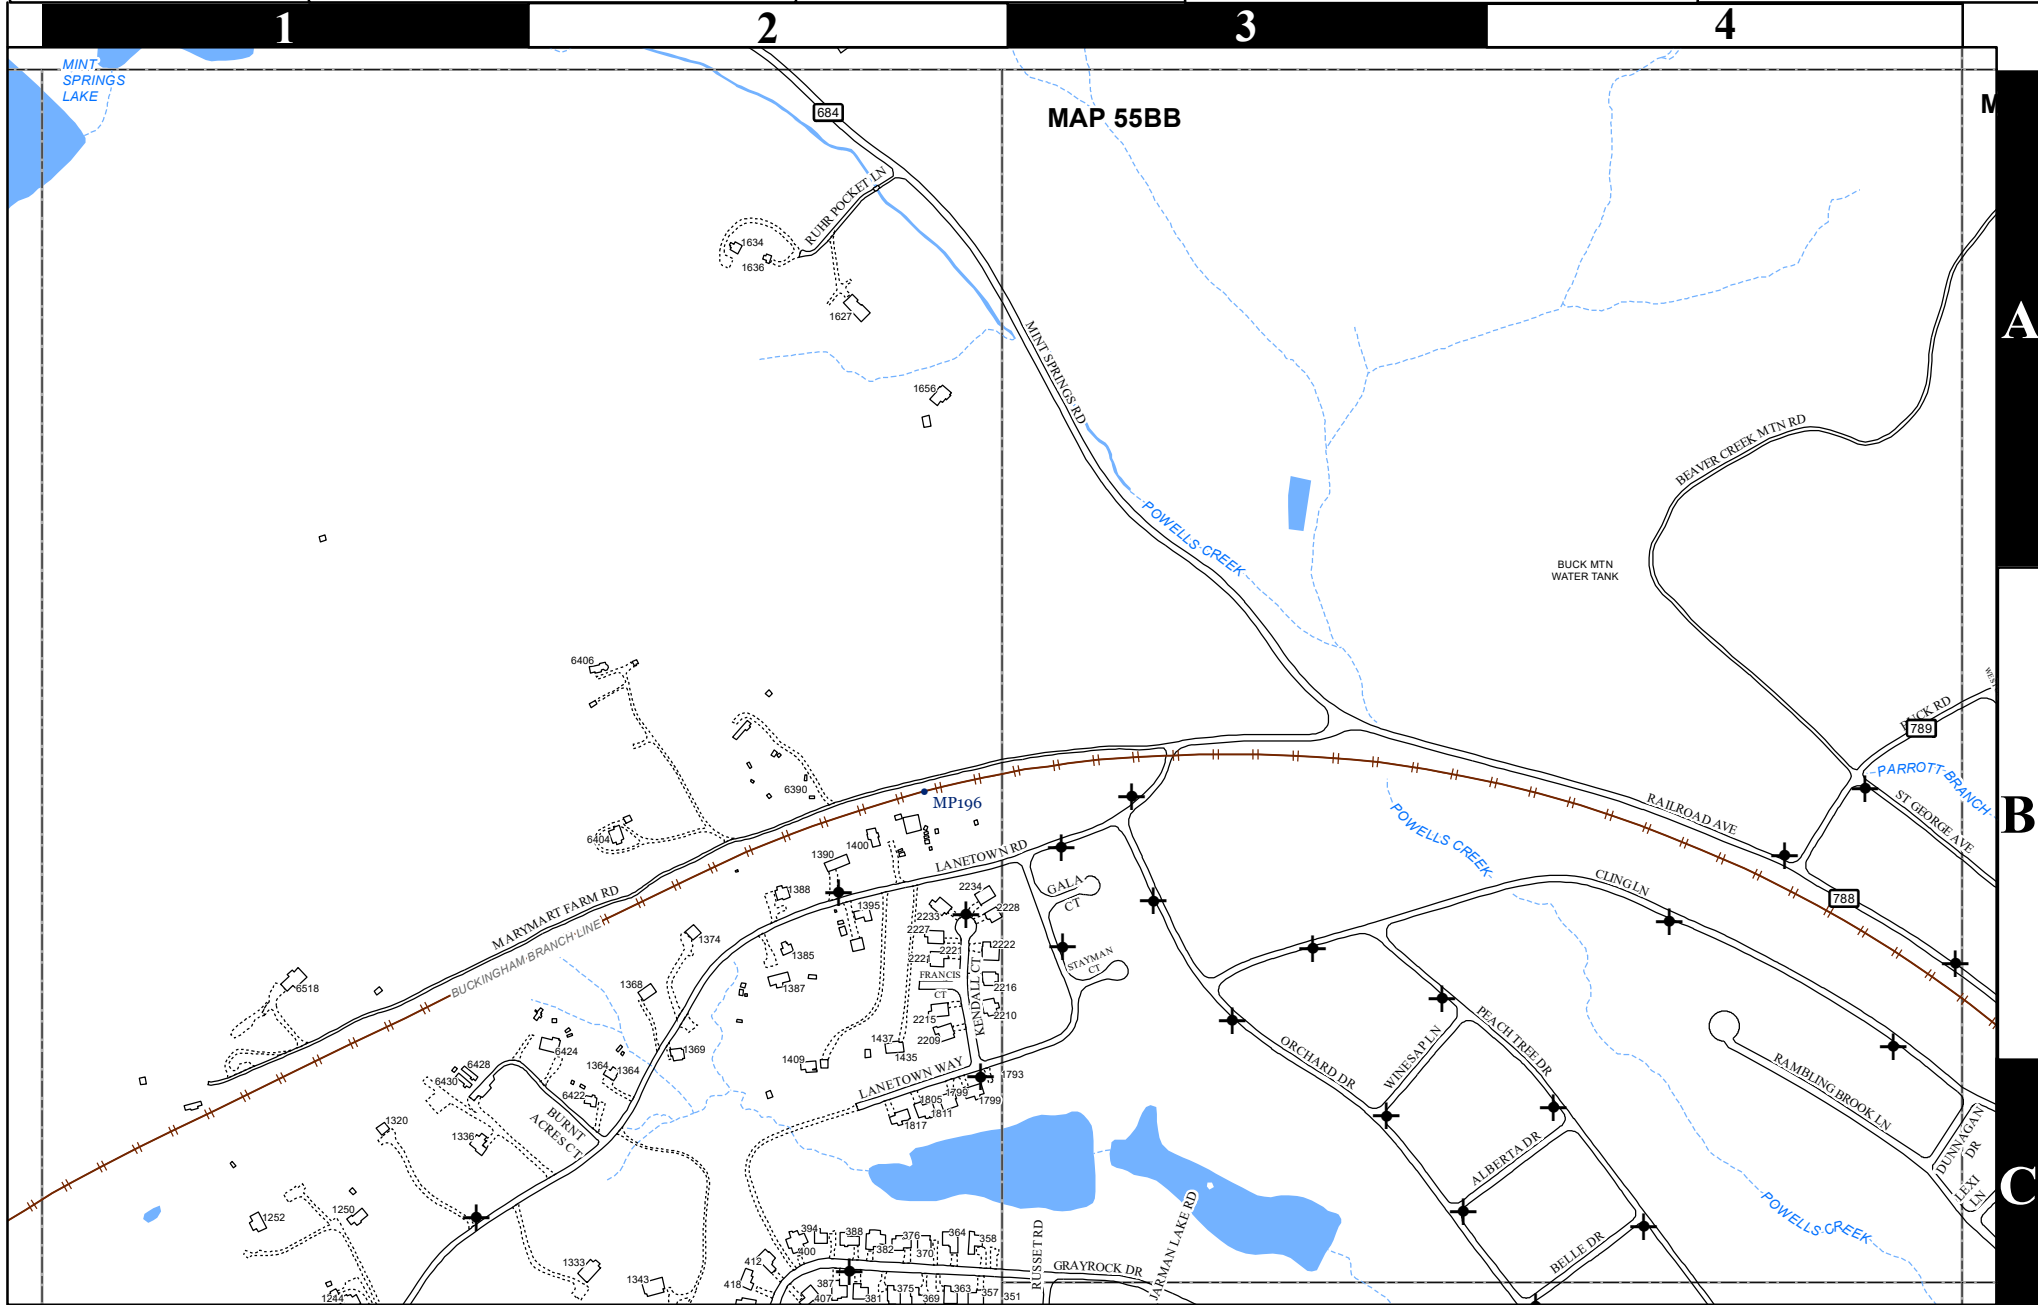 1
2
3
4
MINT
SPRINGS
LAKE
684
MAP 55BB
M
RUHR POCKET LN
1634
1636
1627
A
MINT SPRINGS RD
1656
BEAVER CREEK MTN RD
POWELLS CREEK
BUCK MTN
WATER TANK
6406
BUCK RD
789
PARROTT BRANCH
6390
MP196
ST GEORGE AVE
RAILROAD AVE
B
6404
POWELLS CREEK
1390
1400
LANETOWN RD
CLING LN
788
MARYMART FARM RD
BUCKINGHAM BRANCH LINE
1388
GALA
CT
2234
2233
2228
1395
2227
1374
1385
2221
2222
2221
STAYMAN
CT
6518
1368
1387
FRANCIS
CT
KENDALL CT
2216
2210
2215
2209
ORCHARD DR
WINESAP LN
PEACH TREE DR
1437
1435
6424
1369
1409
6428
6430
1364
1364
LANETOWN WAY
1793
RAMBLING BROOK LN
6422
1799
1799
1805
1811
1817
DUNNAGAN
DR
1320
1336
BURNT
ACRES CT
ALBERTA DR
LEXI
LN
C
1252
1250
POWELLS CREEK
RUSSET RD
JARMAN LAKE RD
394
388
376
364
358
400
382
370
BELLE DR
412
1333
GRAYROCK DR
1343
418
387
375
363
357
351
1244
407
381
369